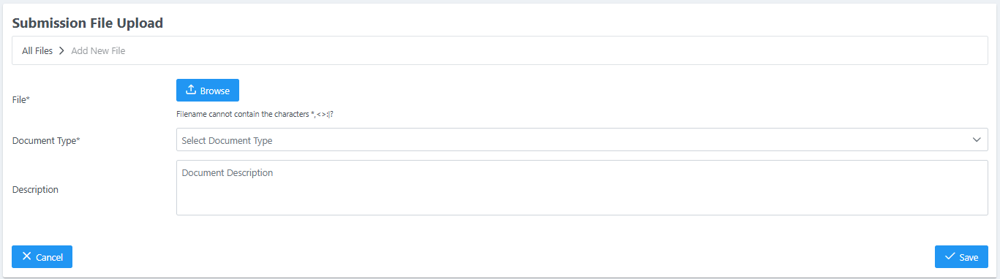 Submission File Upload
All Files > Add New File
File*
Browse
Filename cannot contain the characters *,<>:|?
Document Type*
Select Document Type
Description
Document Description
Cancel
Save